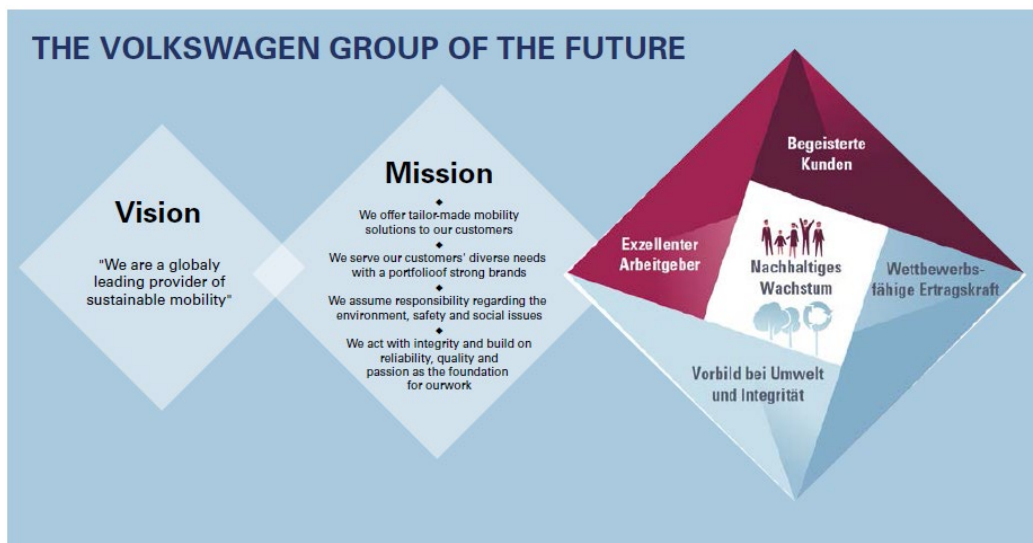 THE VOLKSWAGEN GROUP OF THE FUTURE
Vision
"We are a globaly
leading provider of
sustainable mobility"
Mission
We offer tailor-made mobility
solutions to our customers
We serve our customers' diverse needs
with a portfolioof strong brands
We assume responsibility regarding the
environment, safety and social issues
We act with integrity and build on
reliability, quality and
passion as the foundation
for ourwork
Begeisterte
Kunden
Exzellenter
Arbeitgeber
Nachhaltiges
Wachstum
Wettbewerbs-
fähige Ertragskraft
Vorbild bei Umwelt
und Integrität